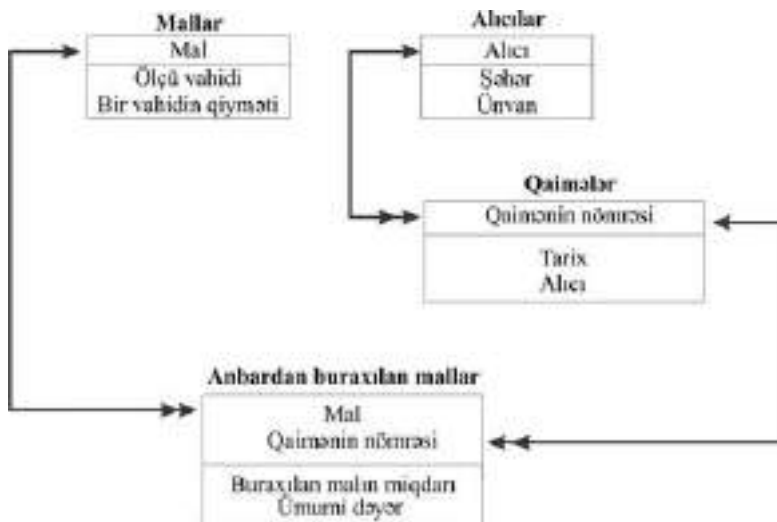 Mallar
Mal
Ölçü vahidi
Bir vahidin qiyməti
Alıcılar
Alıcı
Şəhər
Ünvan
Qaimələr
Qaimənin nömrəsi
Tarix
Alıcı
Anbardan buraxılan mallar
Mal
Qaimənin nömrəsi
Buraxılan malın miqdarı
Ümumi dəyər